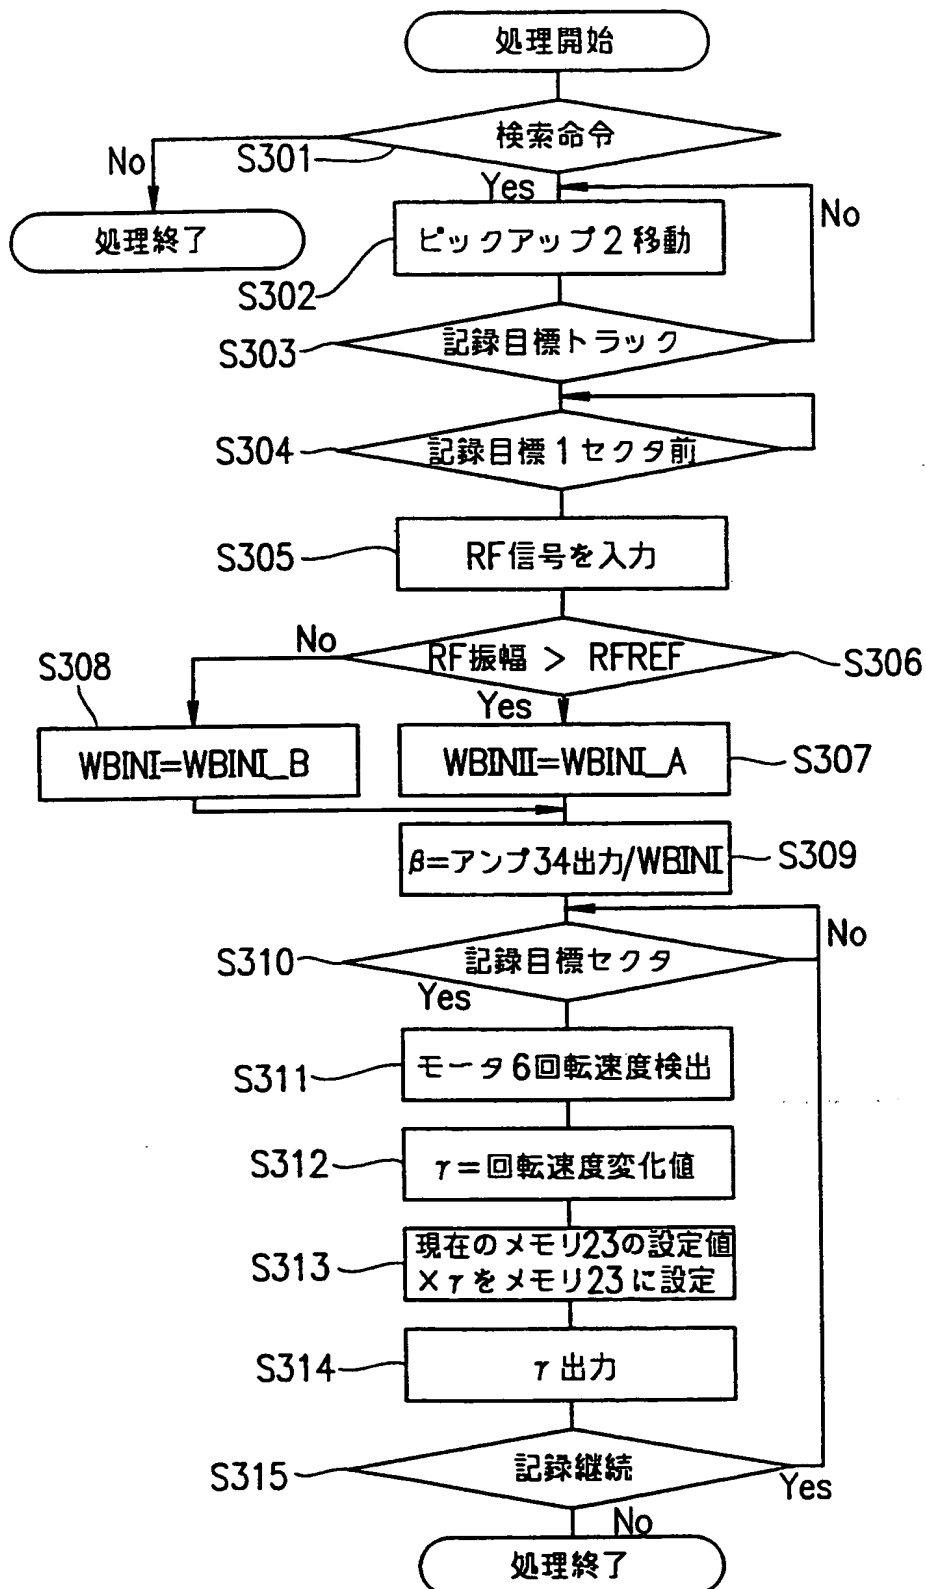 処理開始
検索命令
S301
No
Yes
処理終了
ピックアップ2移動
No
S302
記録目標トラック
S303
記録目標1セクタ前
S304
RF信号を入力
S305
RF振幅 > RFREF
No
S306
S308
Yes
WBINI=WBINI_B
WBINII=WBINI_A
S307
β=アンプ34出力/WBINI
S309
No
記録目標セクタ
S310
Yes
モータ6回転速度検出
S311
γ=回転速度変化値
S312
現在のメモリ23の設定値
×γをメモリ23に設定
S313
γ出力
S314
記録継続
S315
Yes
No
処理終了